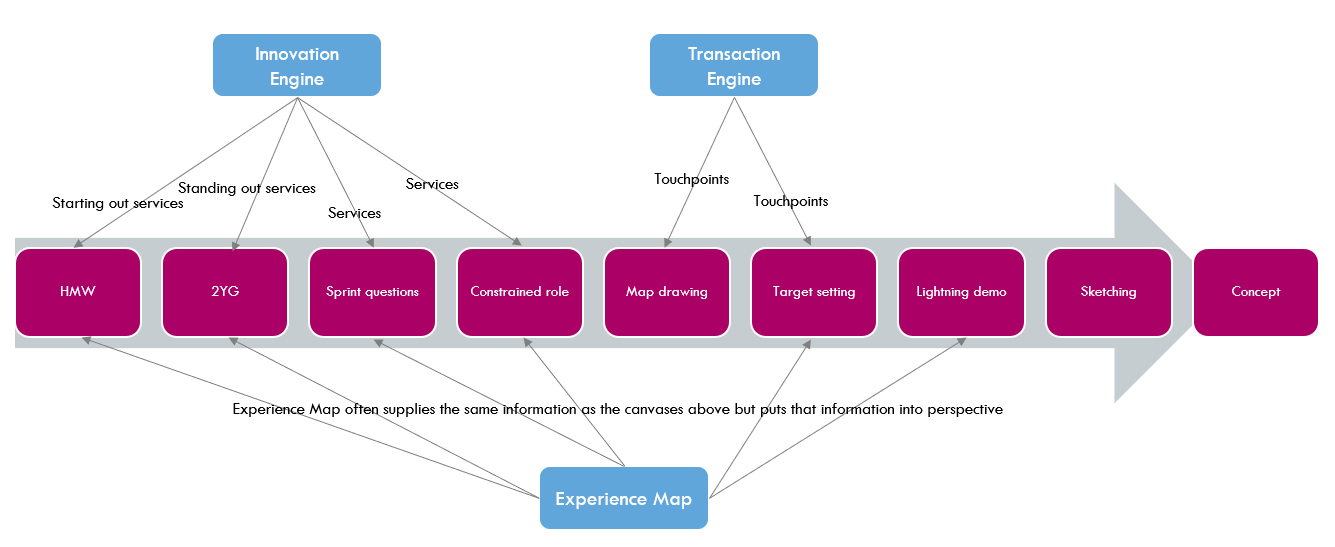 Innovation
Engine
Transaction
Engine
Starting out services
Standing out services
Services
Services
Touchpoints
Touchpoints
HMW
2YG
Sprint questions
Constrained role
Map drawing
Target setting
Lightning demo
Sketching
Concept
Experience Map often supplies the same information as the canvases above but puts that information into perspective
Experience Map